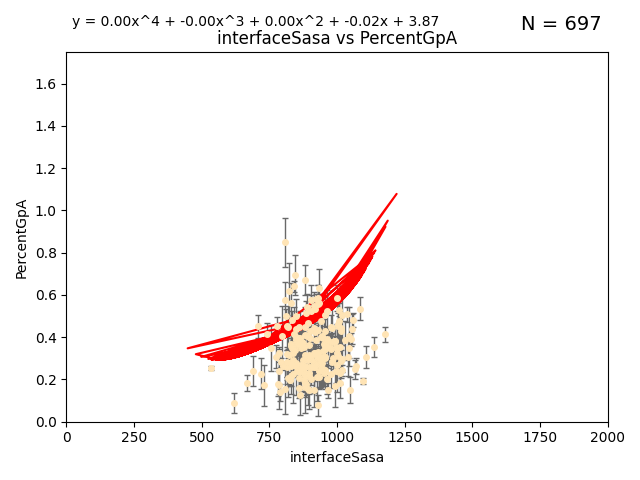 y = 0.00x^4 + -0.00x^3 + 0.00x^2 + -0.02x + 3.87
N = 697
interfaceSasa vs PercentGpA
PercentGpA
1.6
1.4
1.2
1.0
0.8
0.6
0.4
0.2
0.0
0 250 500 750 1000 1250 1500 1750 2000
interfaceSasa